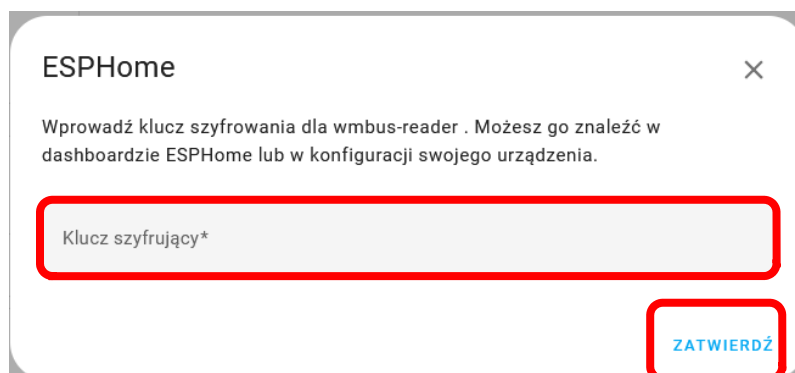 ESPHome
Wprowadź klucz szyfrowania dla wmbus-reader . Możesz go znaleźć w
dashboardzie ESPHome lub w konfiguracji swojego urządzenia.
Klucz szyfrujący*
ZATWIERDŹ